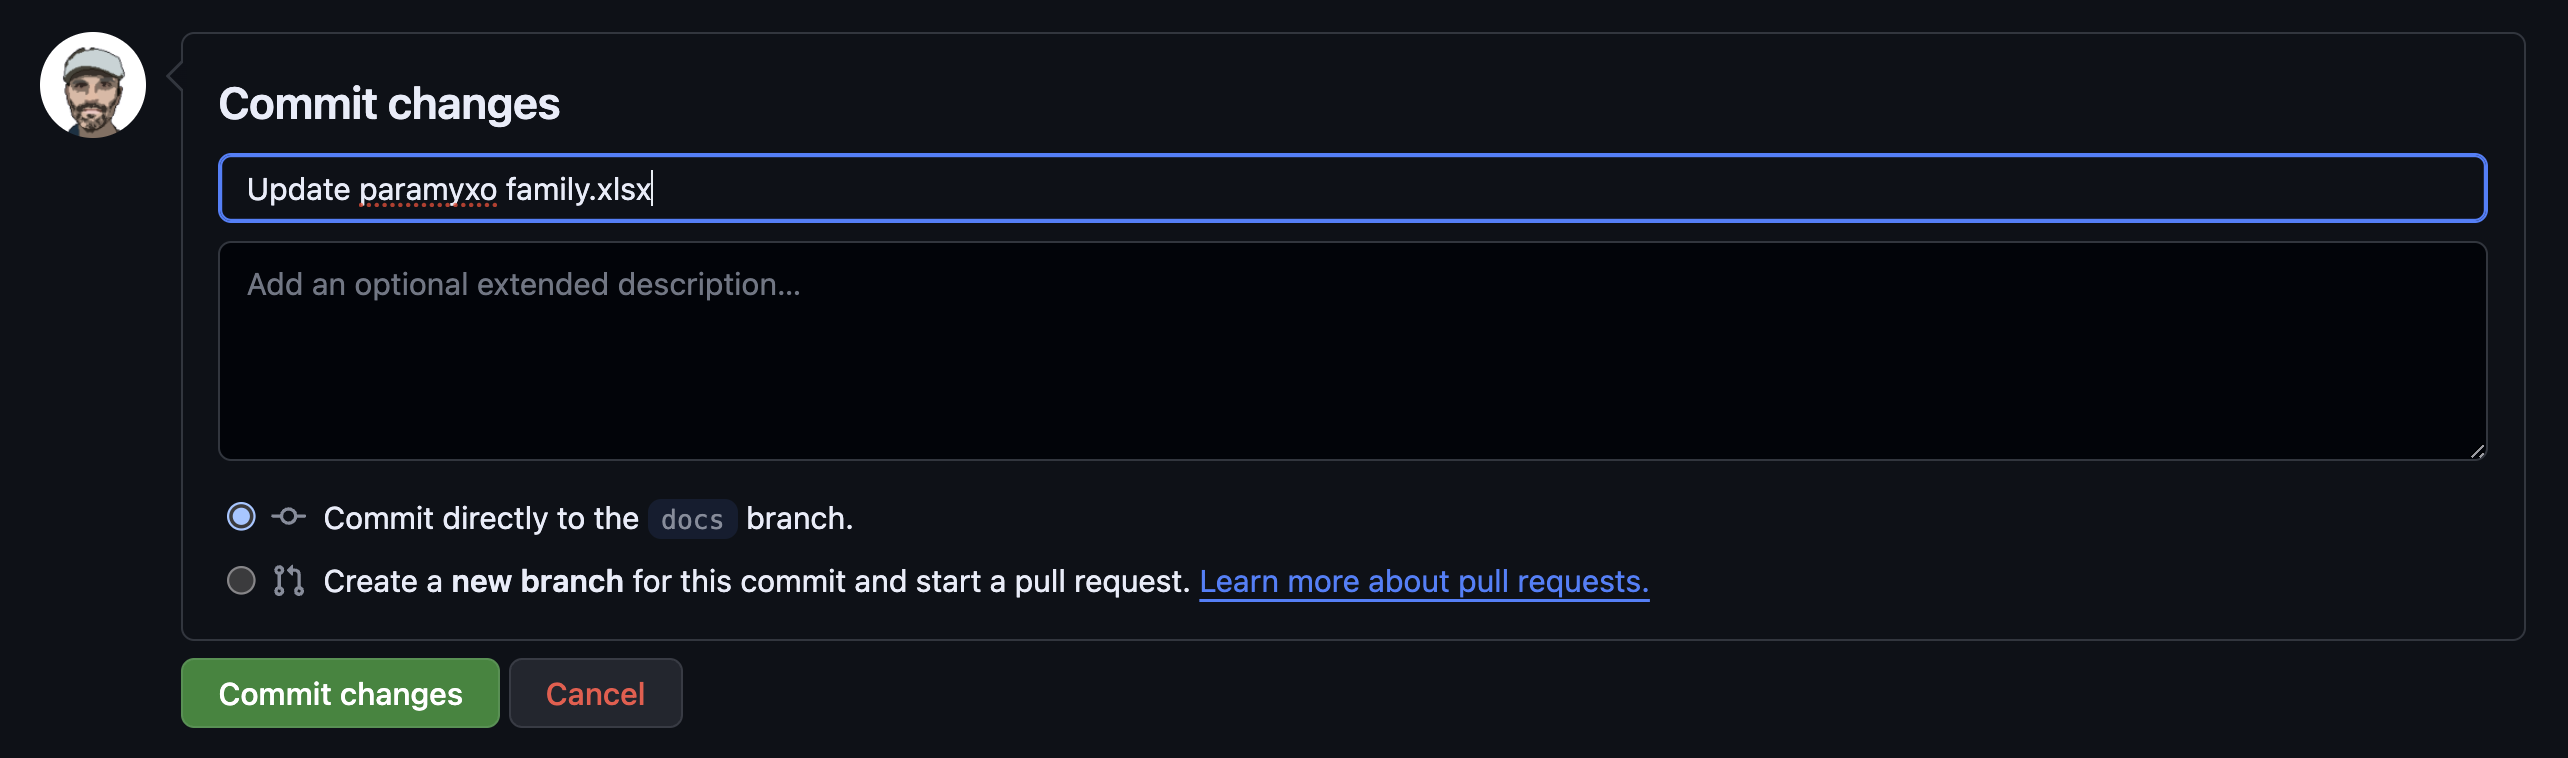 Commit changes
Update paramyxo family.xlsx
Add an optional extended description...
Commit directly to the docs branch.
Create a new branch for this commit and start a pull request. Learn more about pull requests.
Commit changes
Cancel